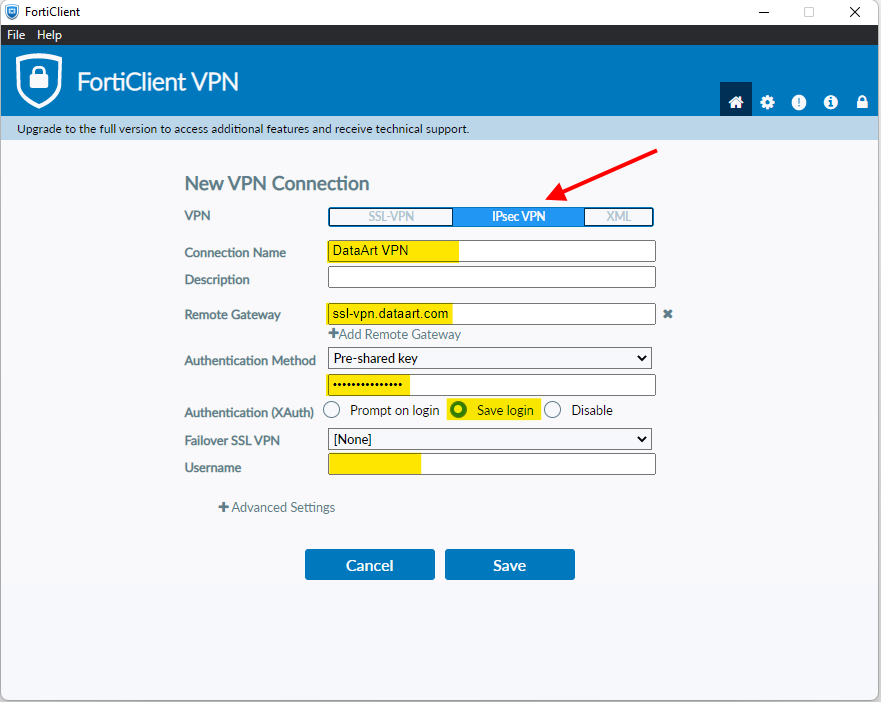 FortiClient
File Help
FortiClient VPN
Upgrade to the full version to access additional features and receive technical support.
New VPN Connection
VPN SSL-VPN IPsec VPN XML
Connection Name DataArt VPN
Description
Remote Gateway ssl-vpn.dataart.com
+Add Remote Gateway
Authentication Method Pre-shared key
•••••••••••••••
Authentication (XAuth) Prompt on login Save login Disable
Failover SSL VPN [None]
Username
+Advanced Settings
Cancel Save